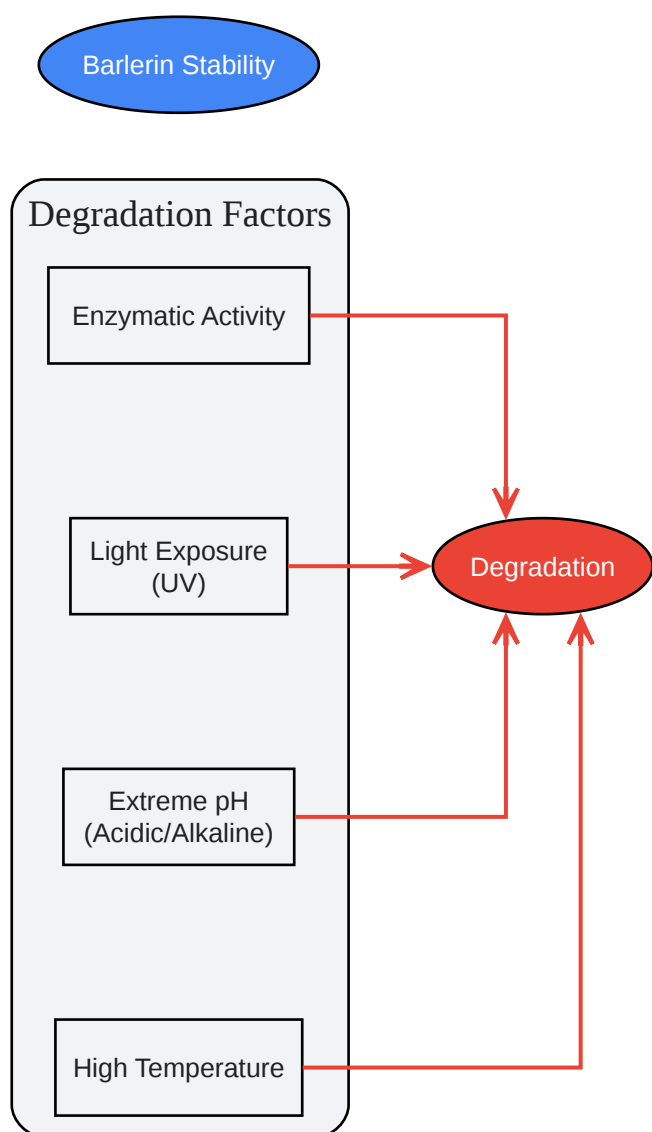 Barlerin Stability
Degradation Factors
Enzymatic Activity
Light Exposure
(UV)
Degradation
Extreme pH
(Acidic/Alkaline)
High Temperature